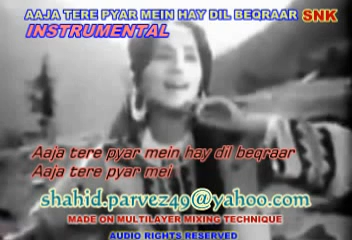 AAJA TERE PYAR MEIN HAY DIL BEQRAAR SNK
INSTRUMENTAL
Aaja tere pyar mein hay dil beqraar
Aaja tere pyar mei
shahid.parvez49@yahoo.com
MADE ON MULTILAYER MIXING TECHNIQUE
AUDIO RIGHTS RESERVED